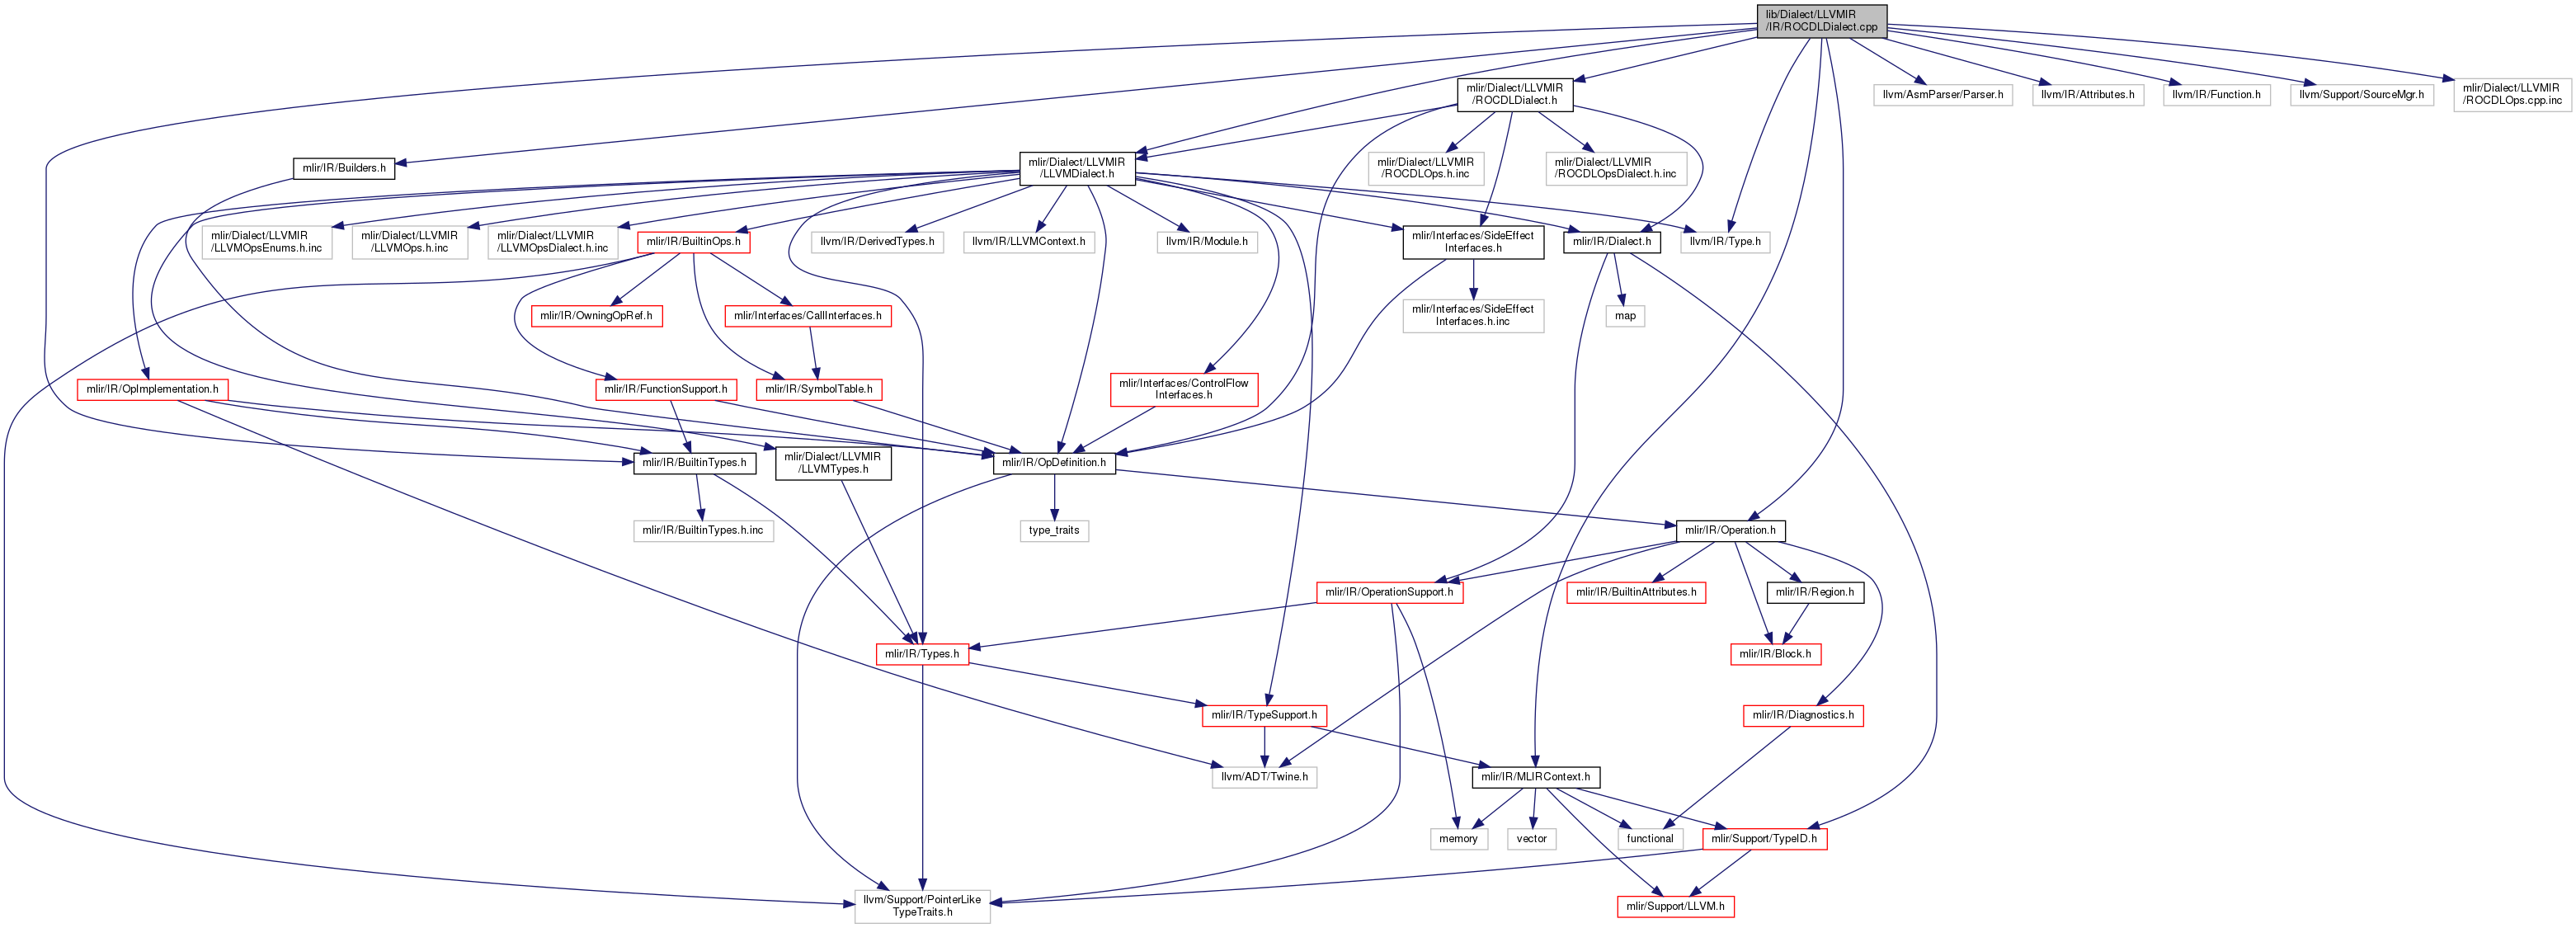 lib/Dialect/LLVMIR
/IR/ROCDLDialect.cpp
mlir/Dialect/LLVMIR
/ROCDLDialect.h
llvm/AsmParser/Parser.h
llvm/IR/Attributes.h
llvm/IR/Function.h
llvm/Support/SourceMgr.h
mlir/Dialect/LLVMIR
/ROCDLOps.cpp.inc
mlir/IR/Builders.h
mlir/Dialect/LLVMIR
/LLVMDialect.h
mlir/Dialect/LLVMIR
/ROCDLOps.h.inc
mlir/Dialect/LLVMIR
/ROCDLOpsDialect.h.inc
mlir/Dialect/LLVMIR
/LLVMOpsEnums.h.inc
mlir/Dialect/LLVMIR
/LLVMOps.h.inc
mlir/Dialect/LLVMIR
/LLVMOpsDialect.h.inc
mlir/IR/BuiltinOps.h
llvm/IR/DerivedTypes.h
llvm/IR/LLVMContext.h
llvm/IR/Module.h
mlir/Interfaces/SideEffect
Interfaces.h
mlir/IR/Dialect.h
llvm/IR/Type.h
mlir/IR/OwningOpRef.h
mlir/Interfaces/CallInterfaces.h
mlir/Interfaces/SideEffect
Interfaces.h.inc
map
mlir/IR/OpImplementation.h
mlir/IR/FunctionSupport.h
mlir/IR/SymbolTable.h
mlir/Interfaces/ControlFlow
Interfaces.h
mlir/IR/BuiltinTypes.h
mlir/Dialect/LLVMIR
/LLVMTypes.h
mlir/IR/OpDefinition.h
mlir/IR/BuiltinTypes.h.inc
type_traits
mlir/IR/Operation.h
mlir/IR/OperationSupport.h
mlir/IR/BuiltinAttributes.h
mlir/IR/Region.h
mlir/IR/Types.h
mlir/IR/Block.h
mlir/IR/TypeSupport.h
mlir/IR/Diagnostics.h
llvm/ADT/Twine.h
mlir/IR/MLIRContext.h
memory
vector
functional
mlir/Support/TypeID.h
llvm/Support/PointerLike
TypeTraits.h
mlir/Support/LLVM.h